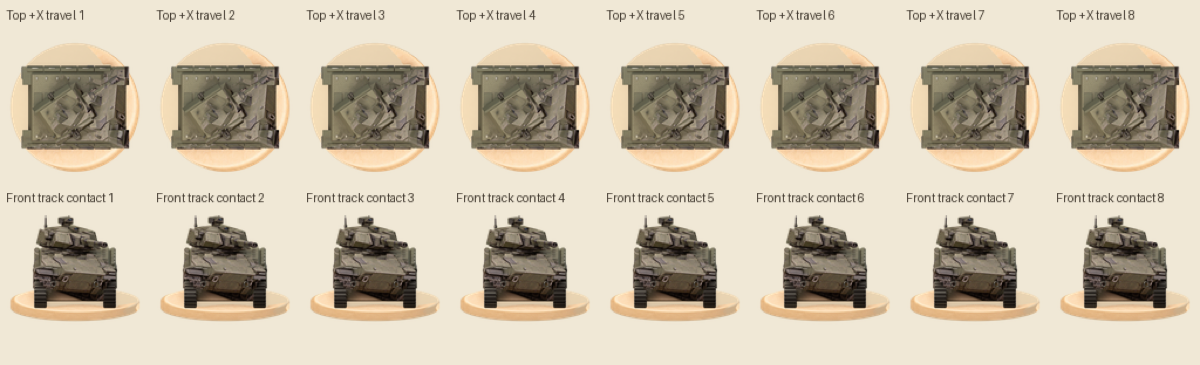 Top +X travel 1
Top +X travel 2
Top +X travel 3
Top +X travel 4
Top +X travel 5
Top +X travel 6
Top +X travel 7
Top +X travel 8
Front track contact 1
Front track contact 2
Front track contact 3
Front track contact 4
Front track contact 5
Front track contact 6
Front track contact 7
Front track contact 8